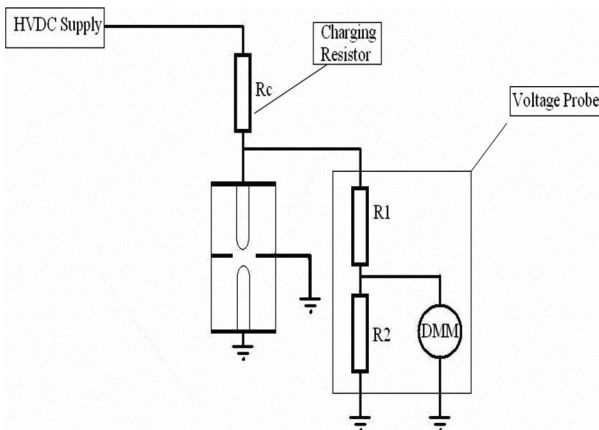 HVDC Supply
Charging
Resistor
Rc
Voltage Probe
R1
R2
DMM